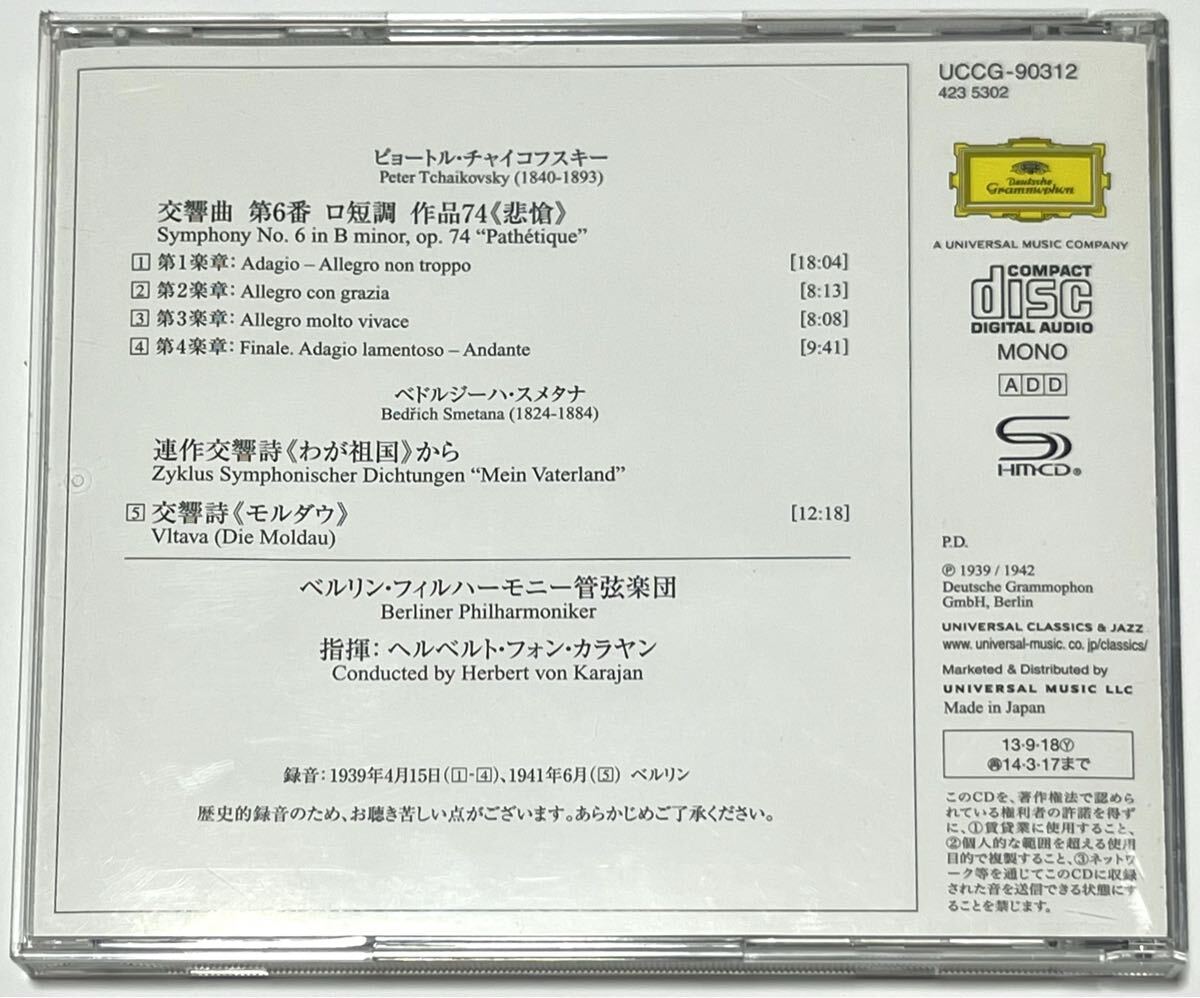 ピョートル・チャイコフスキー
Peter Tchaikovsky (1840-1893)
交響曲 第6番 ロ短調 作品74《悲愴》
Symphony No. 6 in B minor, op. 74 “Pathétique”
1 第1楽章: Adagio – Allegro non troppo [18:04]
2 第2楽章: Allegro con grazia [8:13]
3 第3楽章: Allegro molto vivace [8:08]
4 第4楽章: Finale. Adagio lamentoso – Andante [9:41]
ベドルジーハ・スメタナ
Bedřich Smetana (1824-1884)
連作交響詩《わが祖国》から
Zyklus Symphonischer Dichtungen “Mein Vaterland”
5 交響詩《モルダウ》 [12:18]
Vltava (Die Moldau)
ベルリン・フィルハーモニー管弦楽団
Berliner Philharmoniker
指揮: ヘルベルト・フォン・カラヤン
Conducted by Herbert von Karajan
録音: 1939年4月15日(1-4)、1941年6月(5) ベルリン
歴史的録音のため、お聴き苦しい点がございます。あらかじめご了承ください。
UCCG-90312
423 5302
Deutsche
Grammophon
A UNIVERSAL MUSIC COMPANY
COMPACT
disc
DIGITAL AUDIO
MONO
ADD
S
HM-CD®
P.D.
℗ 1939 / 1942
Deutsche Grammophon
GmbH, Berlin
UNIVERSAL CLASSICS & JAZZ
www. universal-music. co. jp/classics/
Marketed & Distributed by
UNIVERSAL MUSIC LLC
Made in Japan
13·9·18Ⓨ
㊢14·3·17まで
このCDを、著作権法で認めら
れている権利者の許諾を得ず
に、①賃貸業に使用すること、
②個人的な範囲を超える使用
目的で複製すること、③ネットワ
ーク等を通じてこのCDに収録
された音を送信できる状態にす
ることを禁じます。